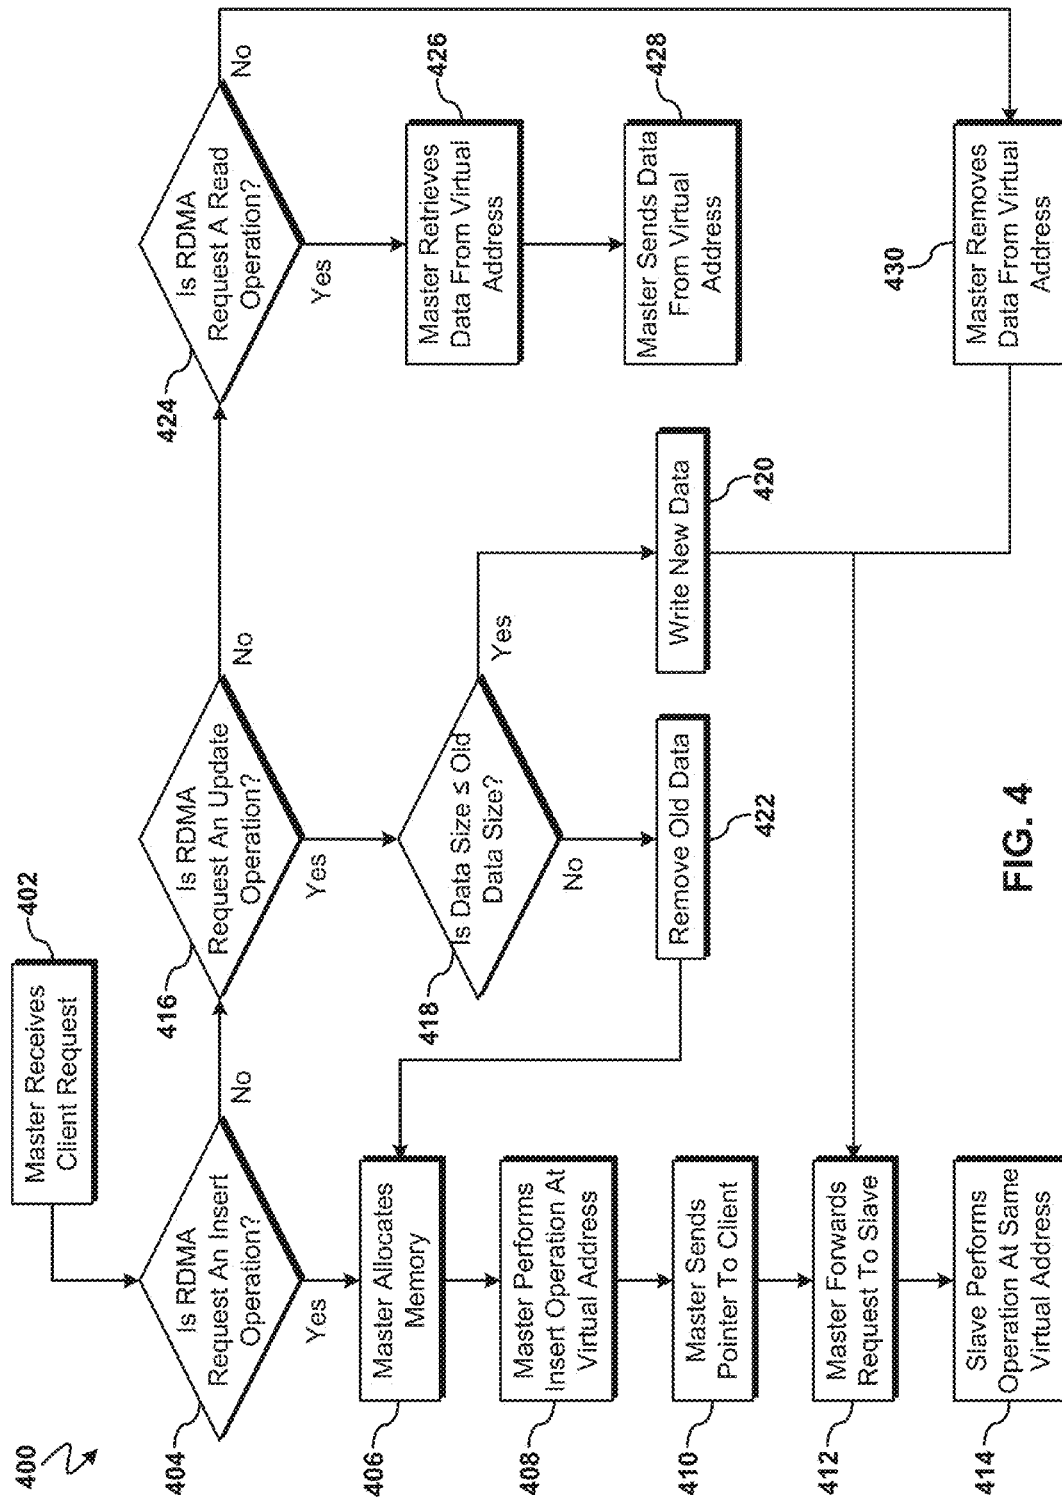 400
Master Receives
Client Request
402
Is RDMA
Request An Insert
Operation?
404
No
Yes
Master Allocates
Memory
406
Master Performs
Insert Operation At
Virtual Address
408
Master Sends
Pointer To Client
410
Master Forwards
Request To Slave
412
Slave Performs
Operation At Same
Virtual Address
414
Is RDMA
Request An Update
Operation?
416
No
Yes
Is Data Size ≤ Old
Data Size?
418
Yes
No
Write New Data
420
Remove Old Data
422
Is RDMA
Request A Read
Operation?
424
No
Yes
Master Retrieves
Data From Virtual
Address
426
Master Sends Data
From Virtual
Address
428
Master Removes
Data From Virtual
Address
430
FIG. 4